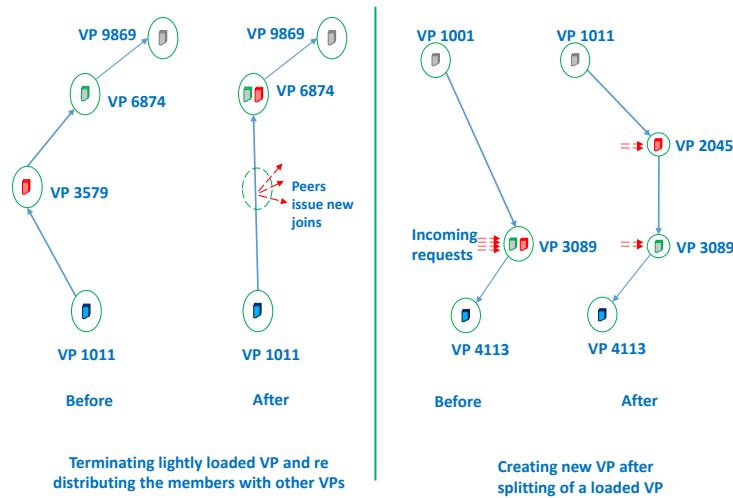 VP 9869
VP 6874
VP 3579
VP 1011
Before
VP 9869
VP 6874
Peers
issue new
joins
VP 1011
After
Terminating lightly loaded VP and re
distributing the members with other VPs
VP 1001
Incoming
requests
VP 3089
VP 4113
Before
VP 1011
VP 2045
VP 3089
VP 4113
After
Creating new VP after
splitting of a loaded VP